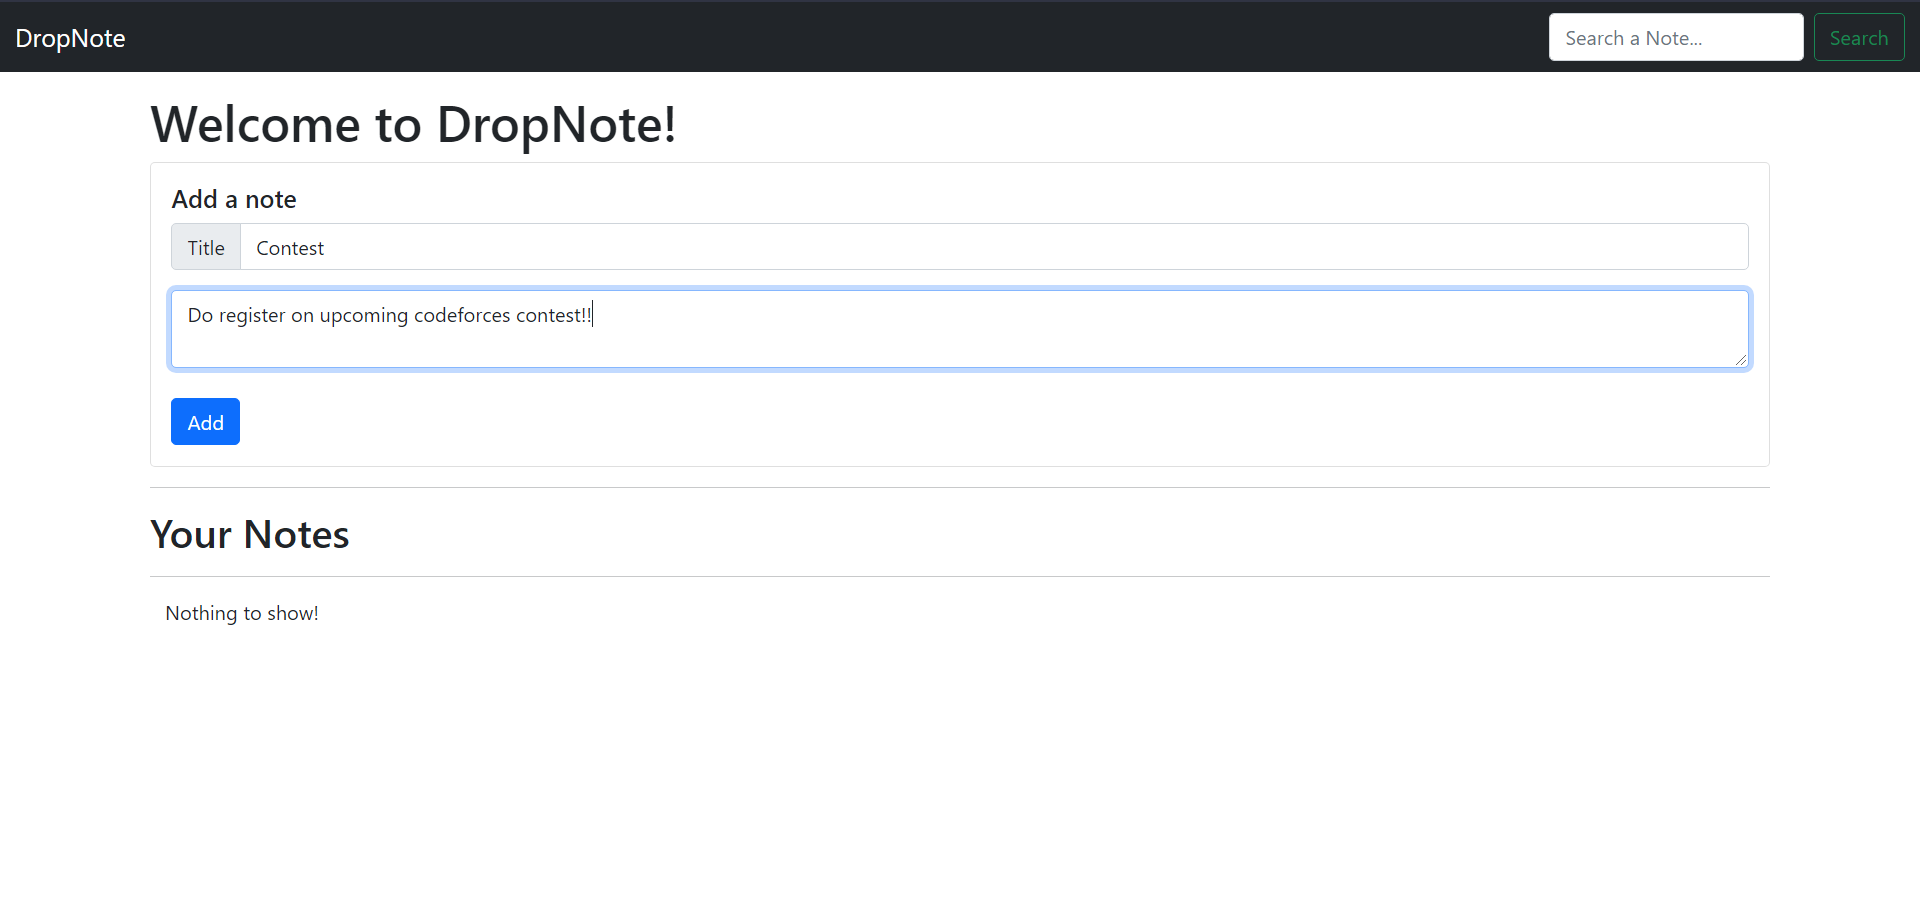 DropNote
Search a Note...
Search
Welcome to DropNote!
Add a note
Title
Contest
Do register on upcoming codeforces contest!!
Add
Your Notes
Nothing to show!